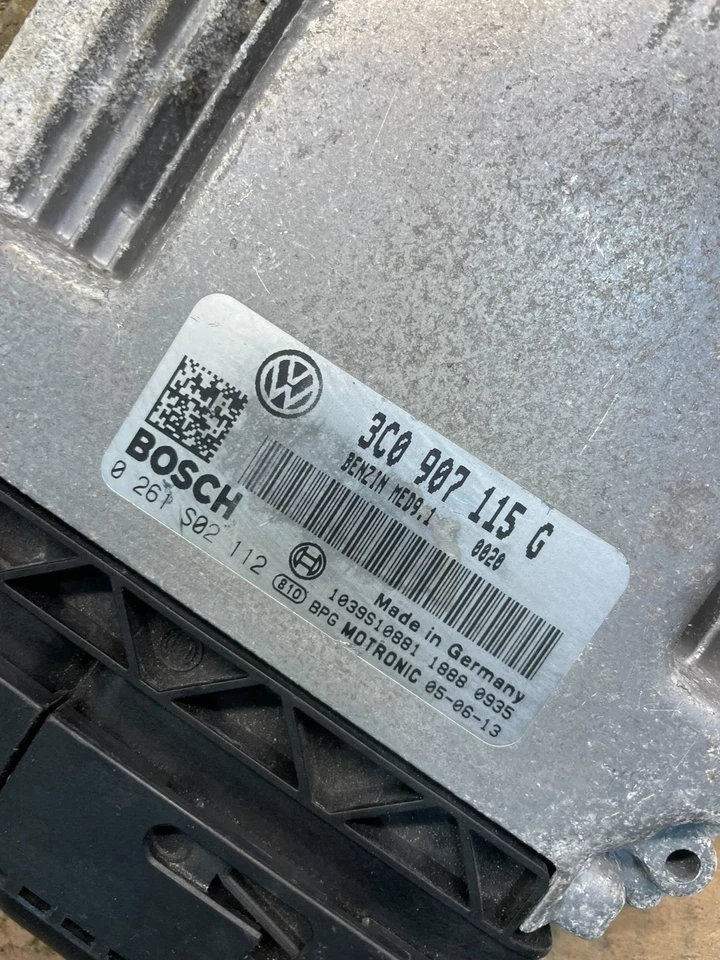 3C0 907 115 G
BENZIN MED9.1 0020
BOSCH
0 261 S02 112
810
Made in Germany
1039S10881 1888 0935
BPG MOTRONIC 05-06-13